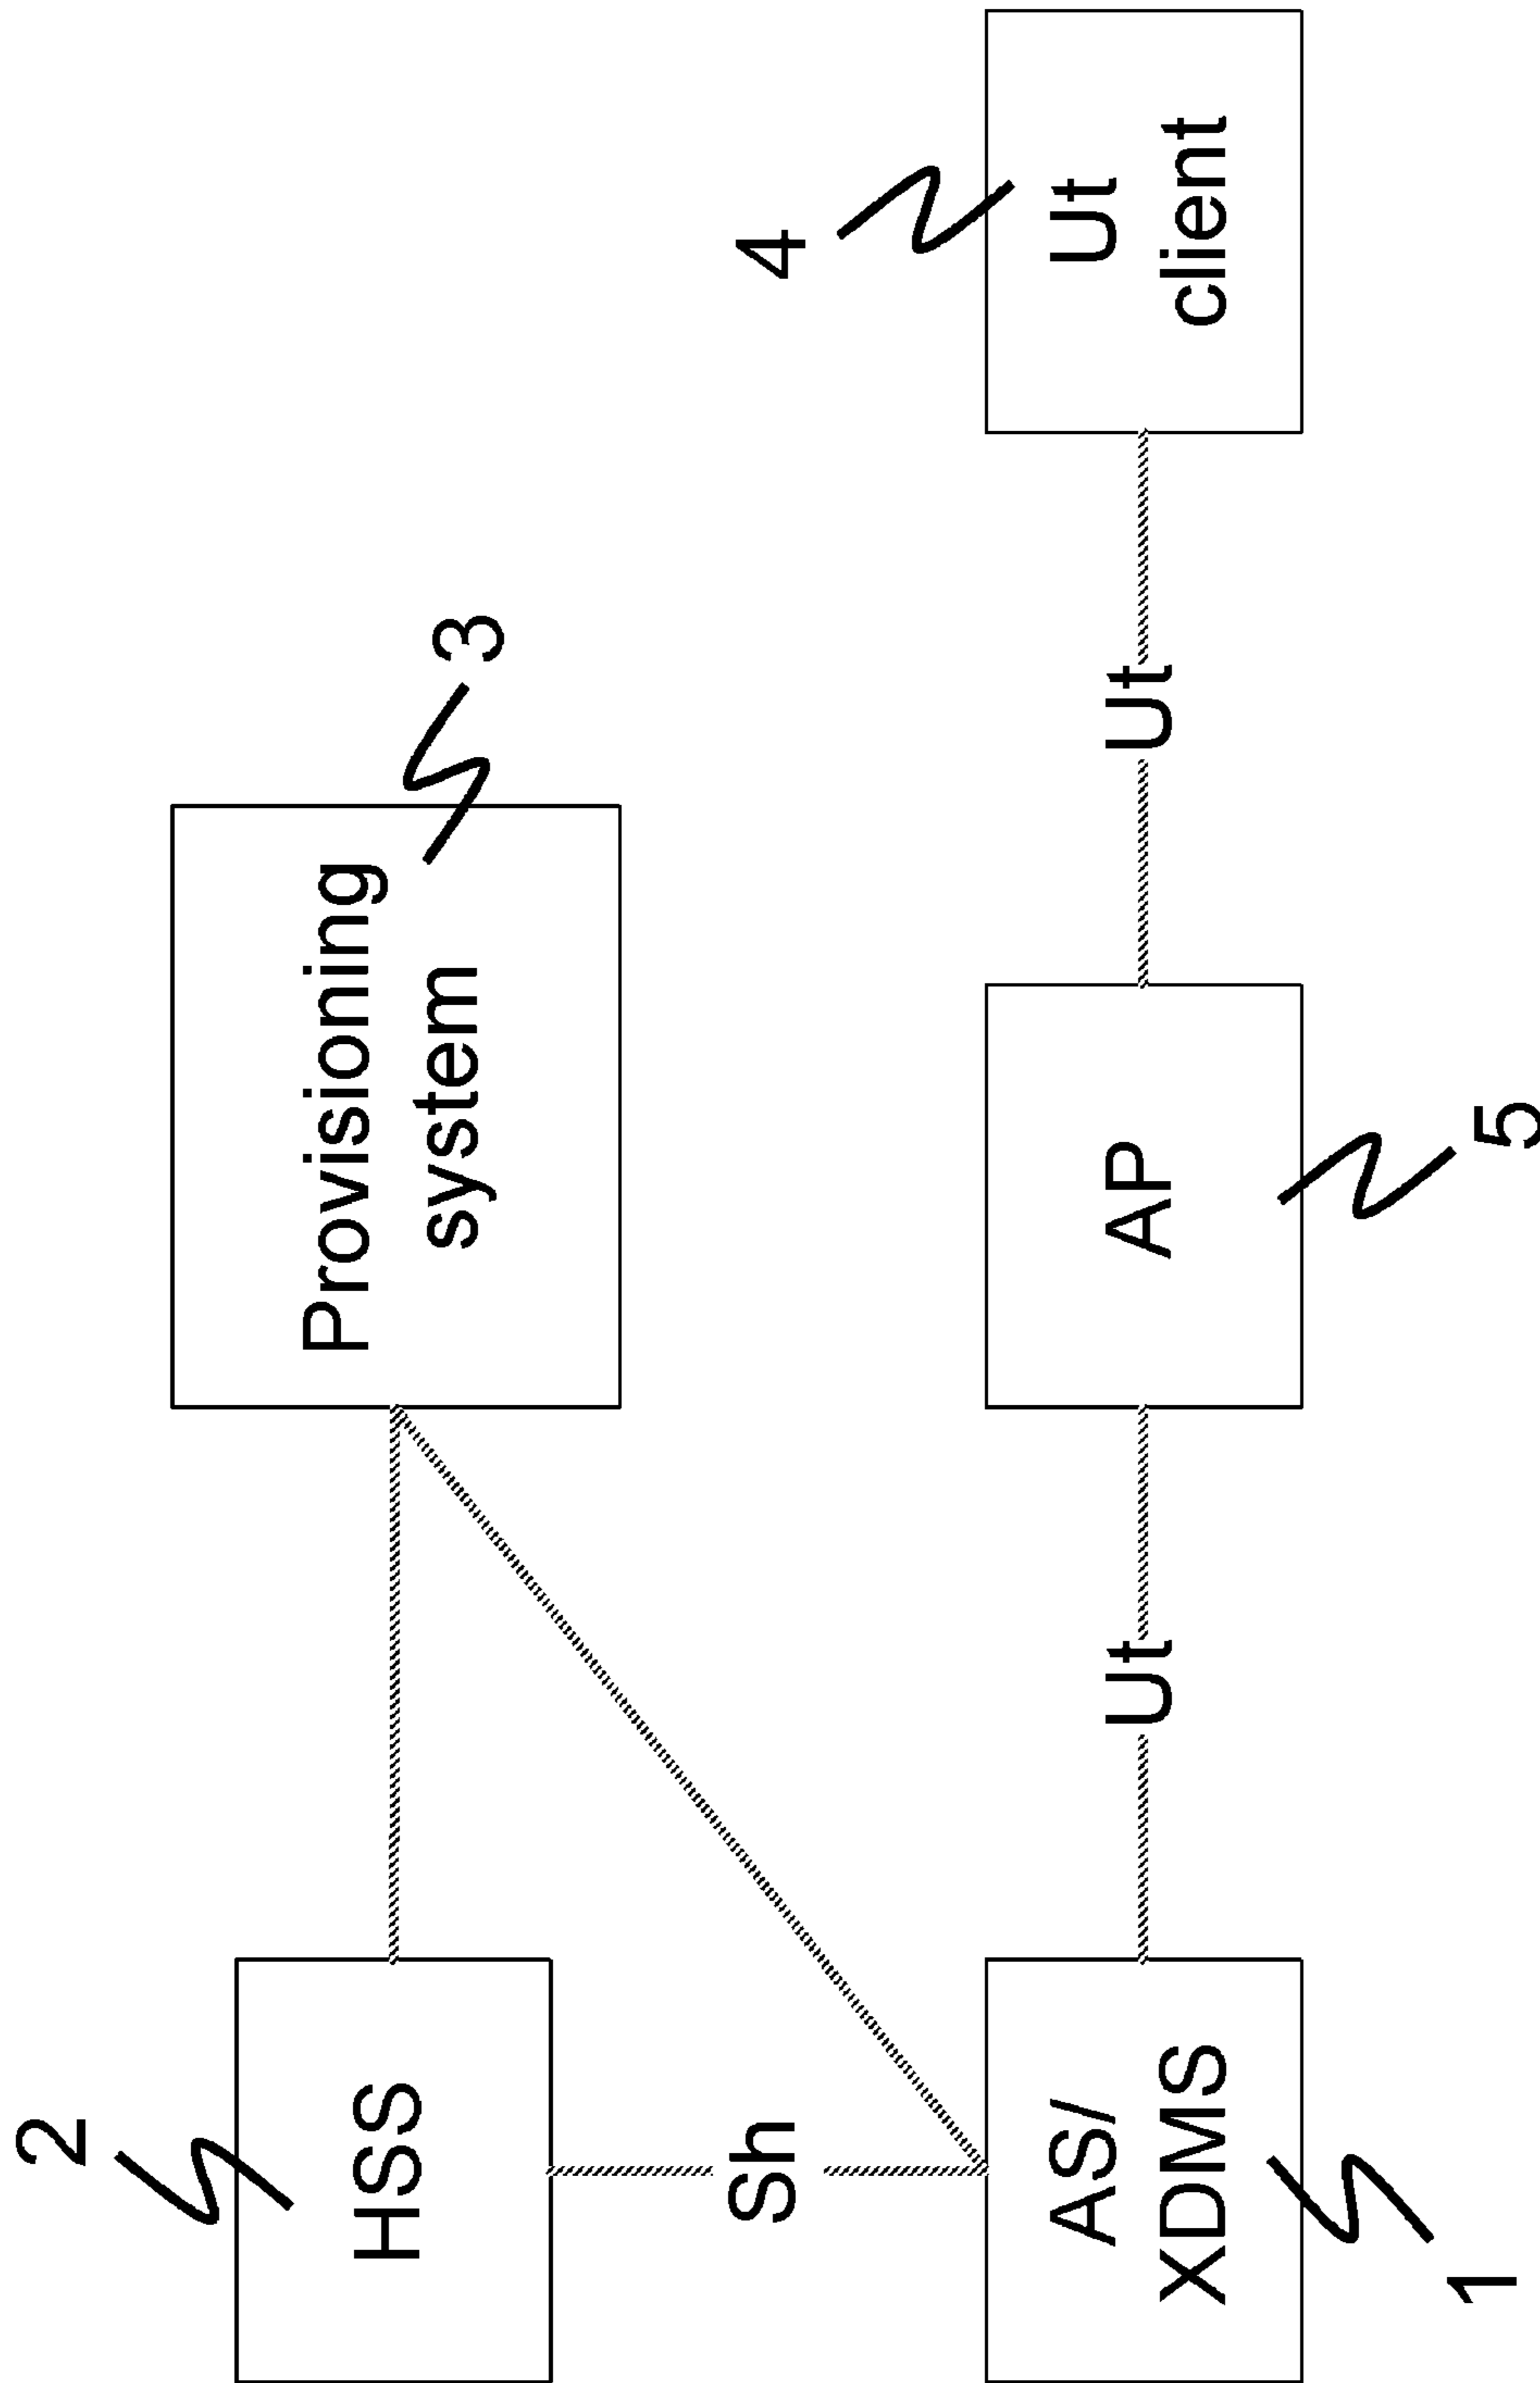 2
HSS
Provisioning
system
3
Sh
4
AS/
XDMS
Ut
AP
Ut
Ut
client
1
5